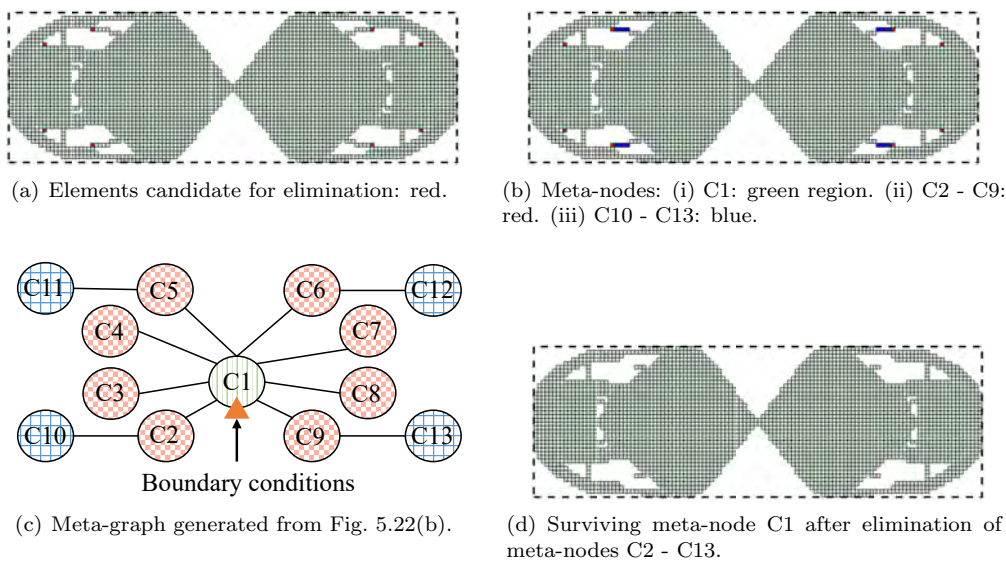 (a) Elements candidate for elimination: red.
(b) Meta-nodes: (i) C1: green region. (ii) C2 - C9:
red. (iii) C10 - C13: blue.
C11
C5
C6
C12
C4
C7
C1
C3
C8
C10
C2
C9
C13
Boundary conditions
(c) Meta-graph generated from Fig. 5.22(b).
(d) Surviving meta-node C1 after elimination of
meta-nodes C2 - C13.